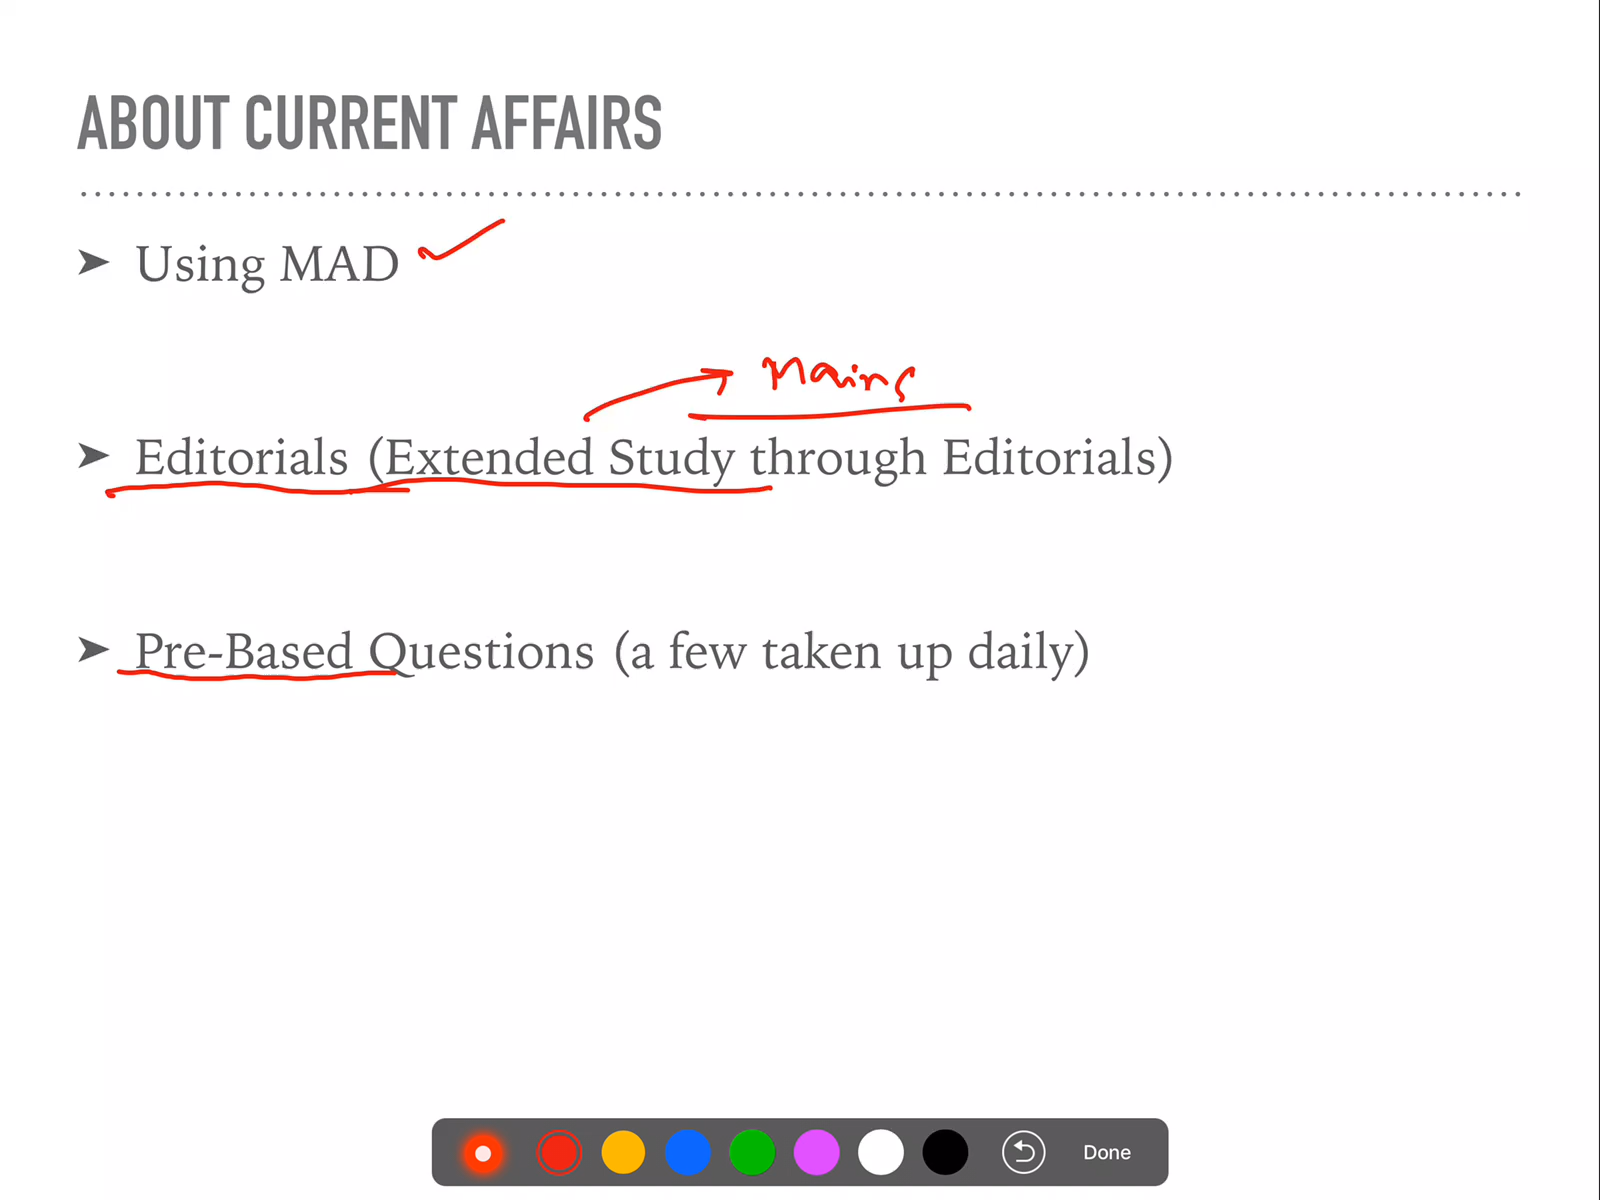 ABOUT CURRENT AFFAIRS
➤ Using MAD
Mains
➤ Editorials (Extended Study through Editorials)
➤ Pre-Based Questions (a few taken up daily)
Done